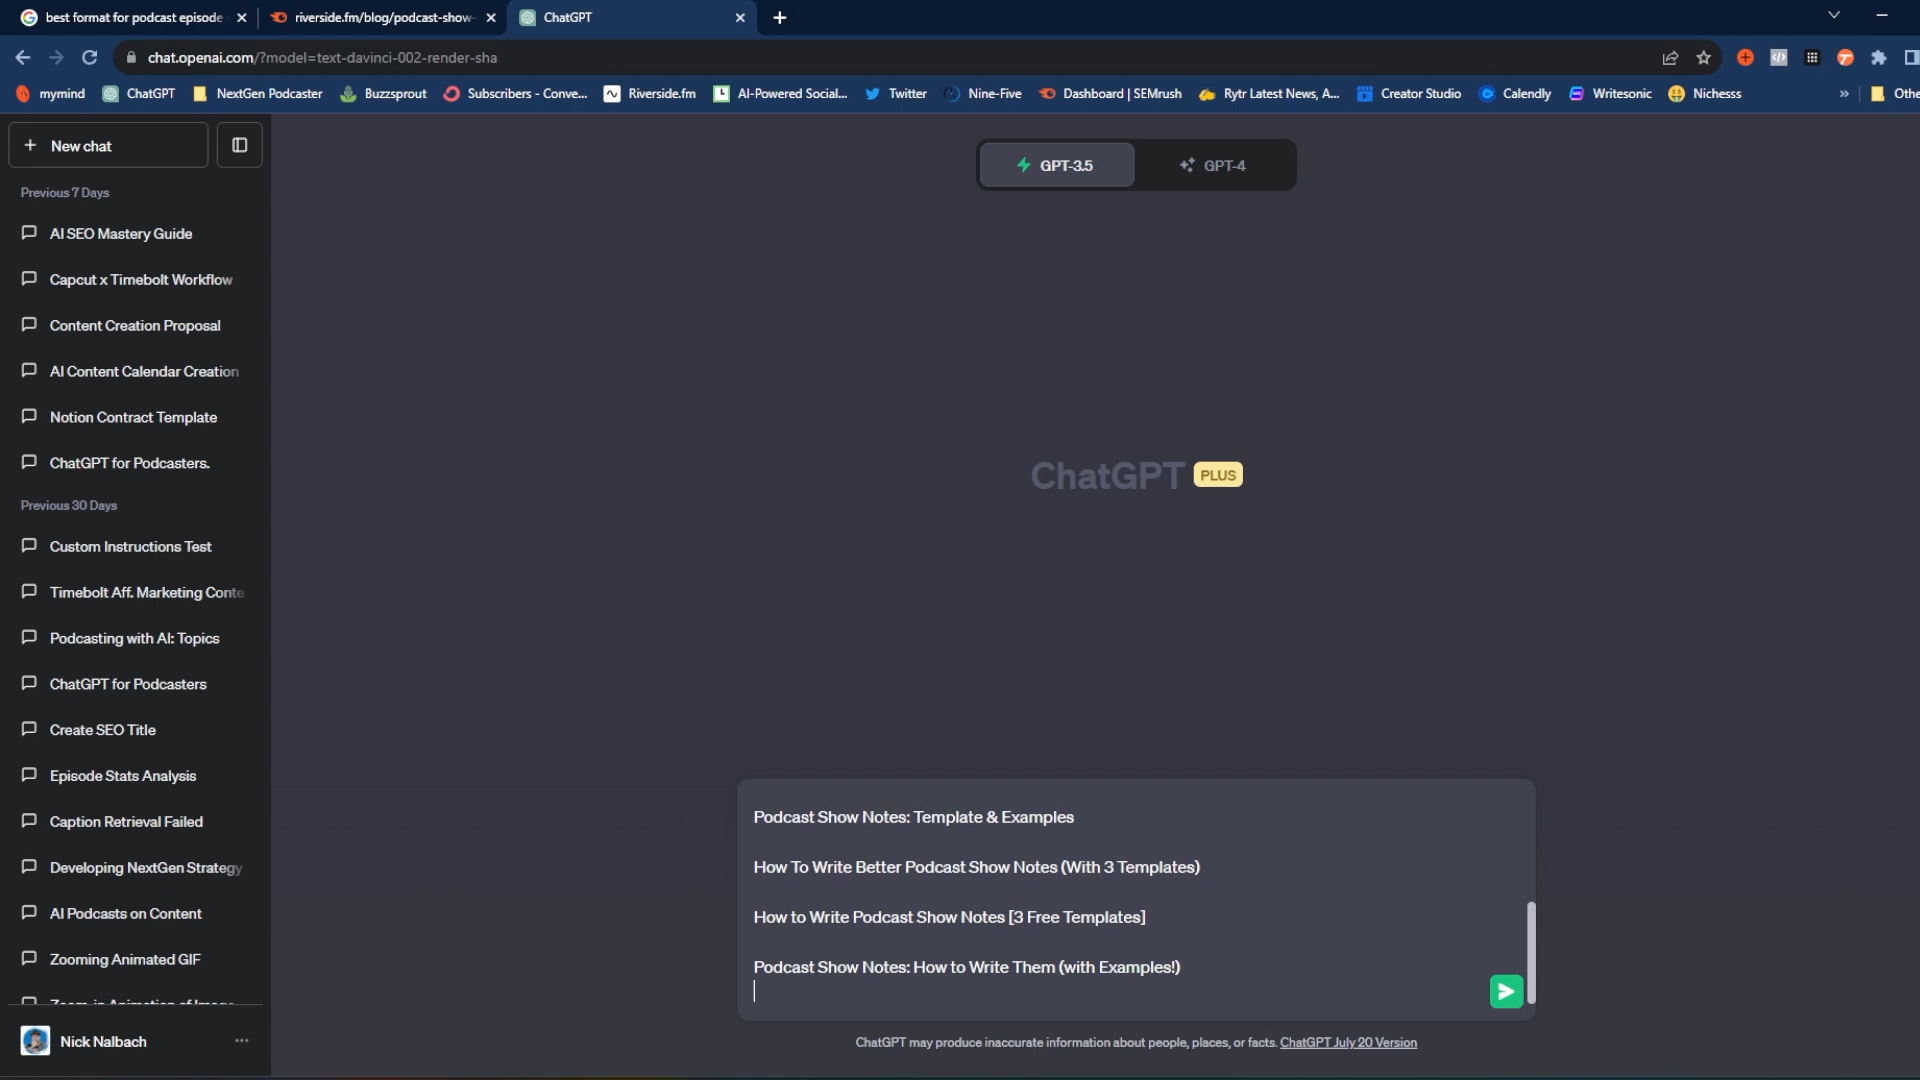 best format for podcast episode
riverside.fm/blog/podcast-show-
ChatGPT
chat.openai.com/?model=text-davinci-002-render-sha
mymind
ChatGPT
NextGen Podcaster
Buzzsprout
Subscribers - Conve...
Riverside.fm
AI-Powered Social...
Twitter
Nine-Five
Dashboard | SEMrush
Rytr Latest News, A...
Creator Studio
Calendly
Writesonic
Nichesss
»
Othe
+ New chat
GPT-3.5
GPT-4
Previous 7 Days
AI SEO Mastery Guide
Capcut x Timebolt Workflow
Content Creation Proposal
AI Content Calendar Creation
Notion Contract Template
ChatGPT for Podcasters.
Previous 30 Days
Custom Instructions Test
Timebolt Aff. Marketing Conte
Podcasting with AI: Topics
ChatGPT for Podcasters
Create SEO Title
Episode Stats Analysis
Caption Retrieval Failed
Developing NextGen Strategy
AI Podcasts on Content
Zooming Animated GIF
Zoom-in Animation of Image
Nick Nalbach
ChatGPT PLUS
Podcast Show Notes: Template & Examples
How To Write Better Podcast Show Notes (With 3 Templates)
How to Write Podcast Show Notes [3 Free Templates]
Podcast Show Notes: How to Write Them (with Examples!)
ChatGPT may produce inaccurate information about people, places, or facts. ChatGPT July 20 Version